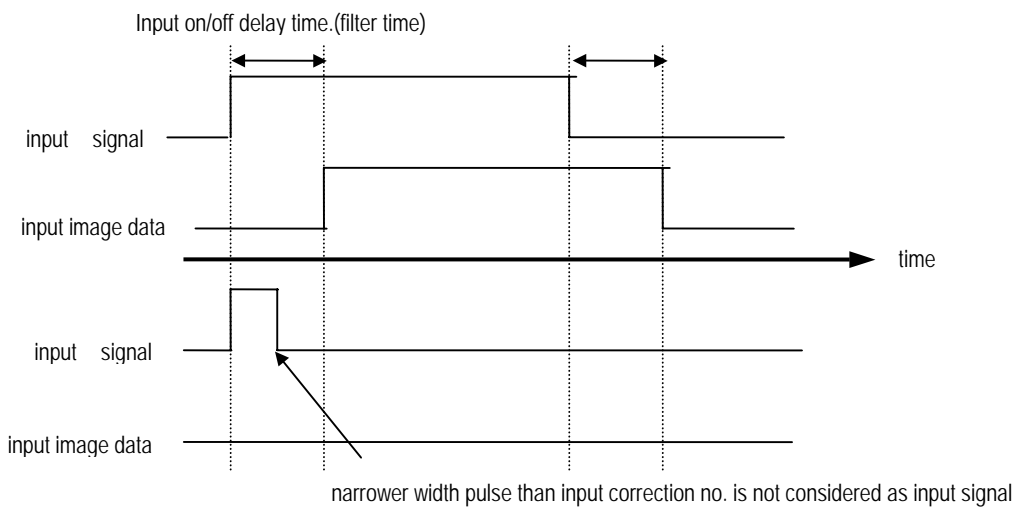 Input on/off delay time.(filter time)
input signal
input image data
time
input signal
input image data
narrower width pulse than input correction no. is not considered as input signal